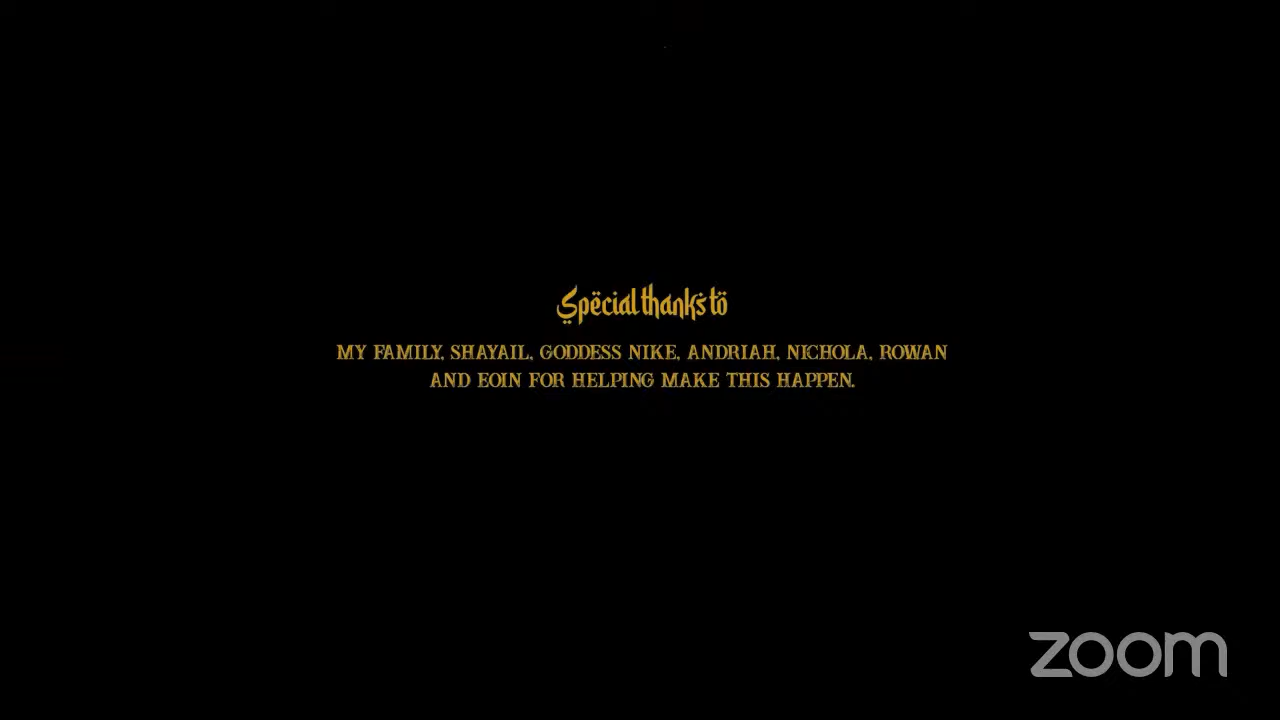 Spëcial thanks tö
MY FAMILY, SHAYAIL, GODDESS NIKE, ANDRIAH, NICHOLA, ROWAN
AND EOIN FOR HELPING MAKE THIS HAPPEN.
zoom